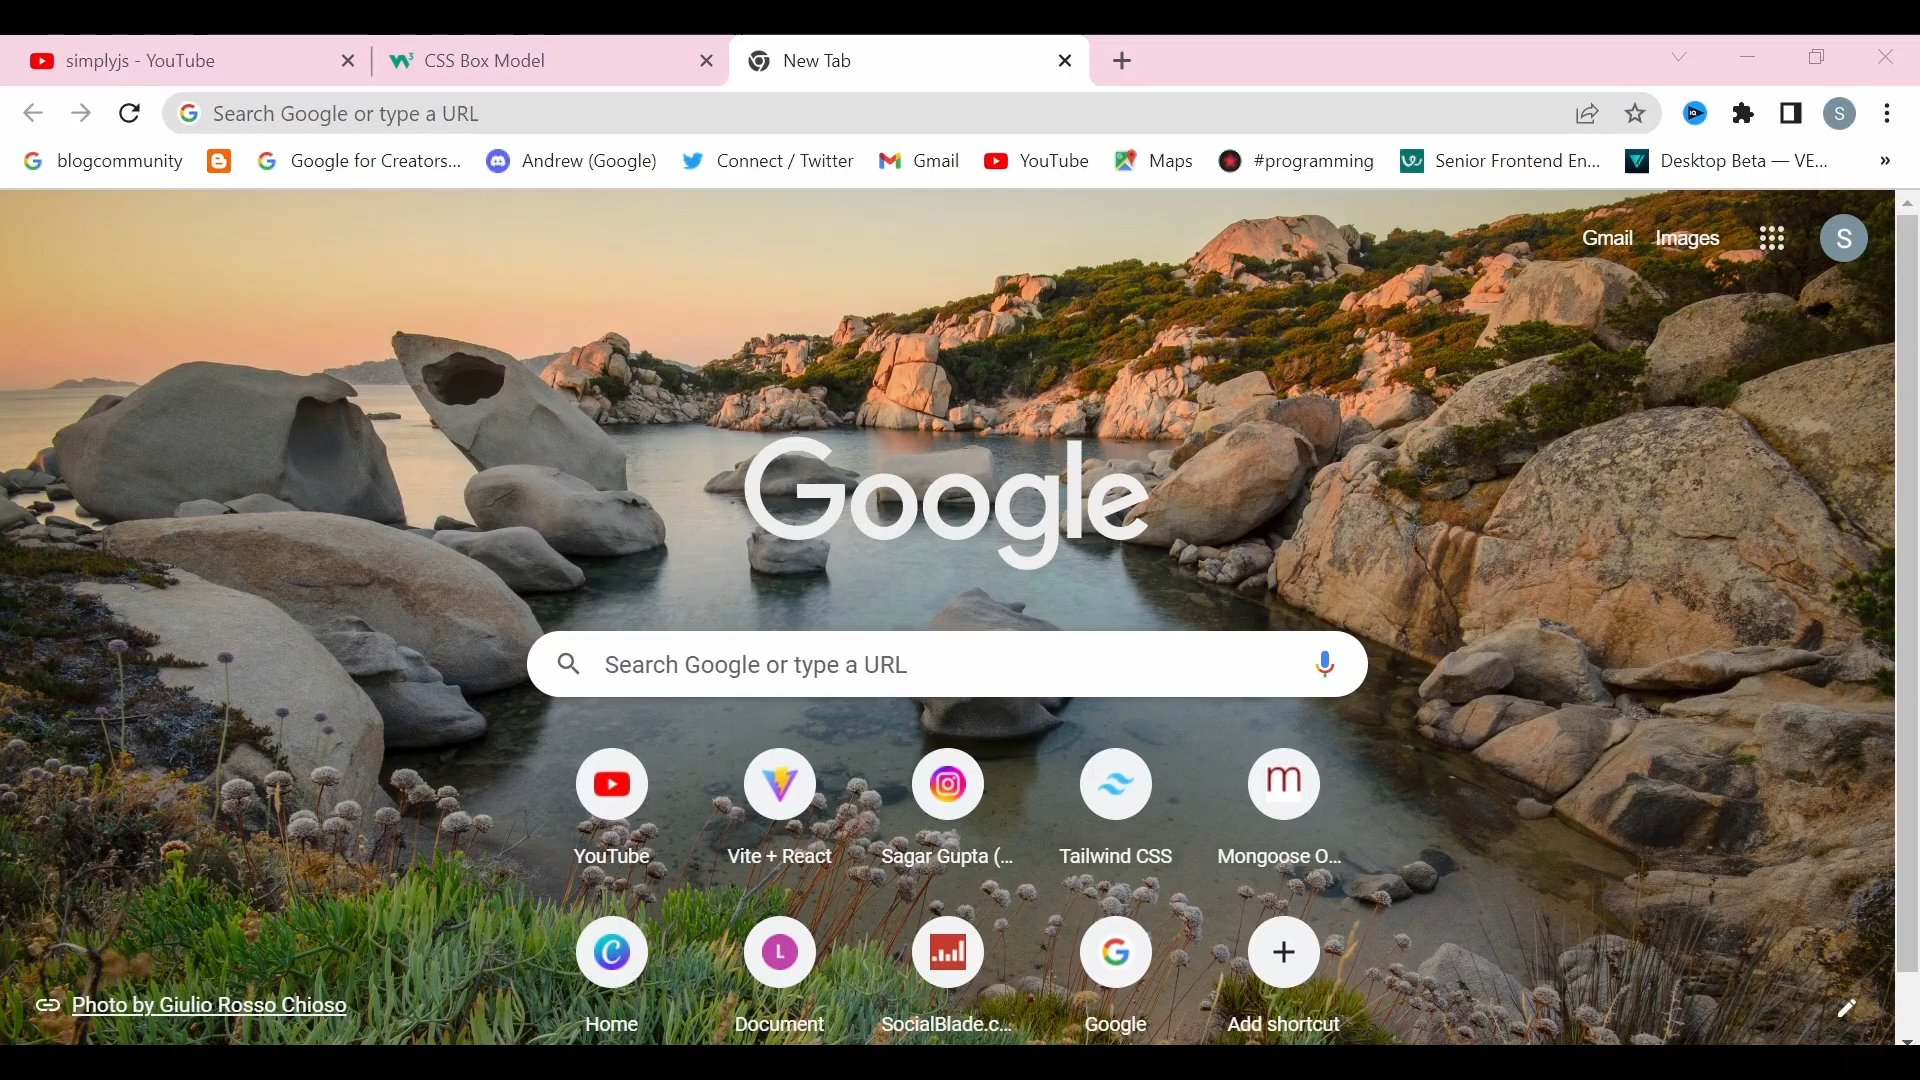 simplyjs - YouTube
CSS Box Model
New Tab
Search Google or type a URL
S
blogcommunity
Google for Creators...
Andrew (Google)
Connect / Twitter
Gmail
YouTube
Maps
#programming
Senior Frontend En...
Desktop Beta — VE...
»
Gmail
Images
S
Google
Search Google or type a URL
YouTube
Vite + React
Sagar Gupta (...
Tailwind CSS
m
Mongoose O...
Home
L
Document
SocialBlade.c...
Google
Add shortcut
Photo by Giulio Rosso Chioso